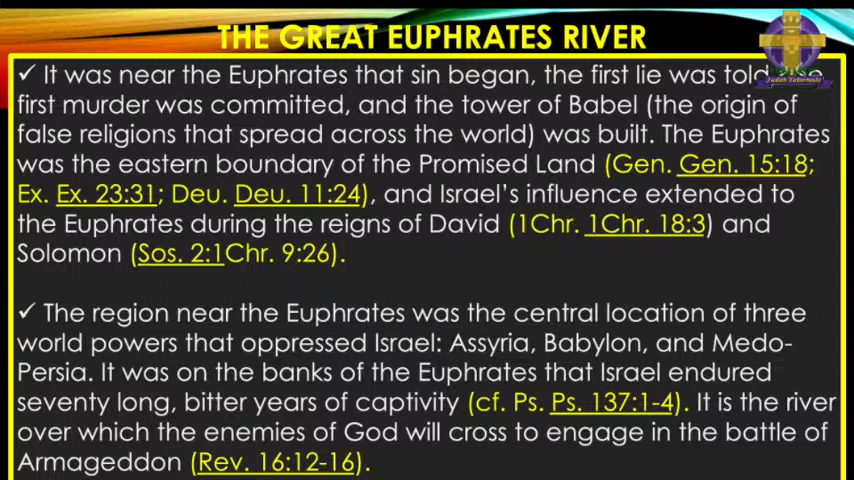 THE GREAT EUPHRATES RIVER
✓ It was near the Euphrates that sin began, the first lie was told, the
first murder was committed, and the tower of Babel (the origin of
false religions that spread across the world) was built. The Euphrates
was the eastern boundary of the Promised Land (Gen. Gen. 15:18;
Ex. Ex. 23:31; Deu. Deu. 11:24), and Israel's influence extended to
the Euphrates during the reigns of David (1Chr. 1Chr. 18:3) and
Solomon (Sos. 2:1Chr. 9:26).
✓ The region near the Euphrates was the central location of three
world powers that oppressed Israel: Assyria, Babylon, and Medo-
Persia. It was on the banks of the Euphrates that Israel endured
seventy long, bitter years of captivity (cf. Ps. Ps. 137:1-4). It is the river
over which the enemies of God will cross to engage in the battle of
Armageddon (Rev. 16:12-16).
Judah Tabernacle